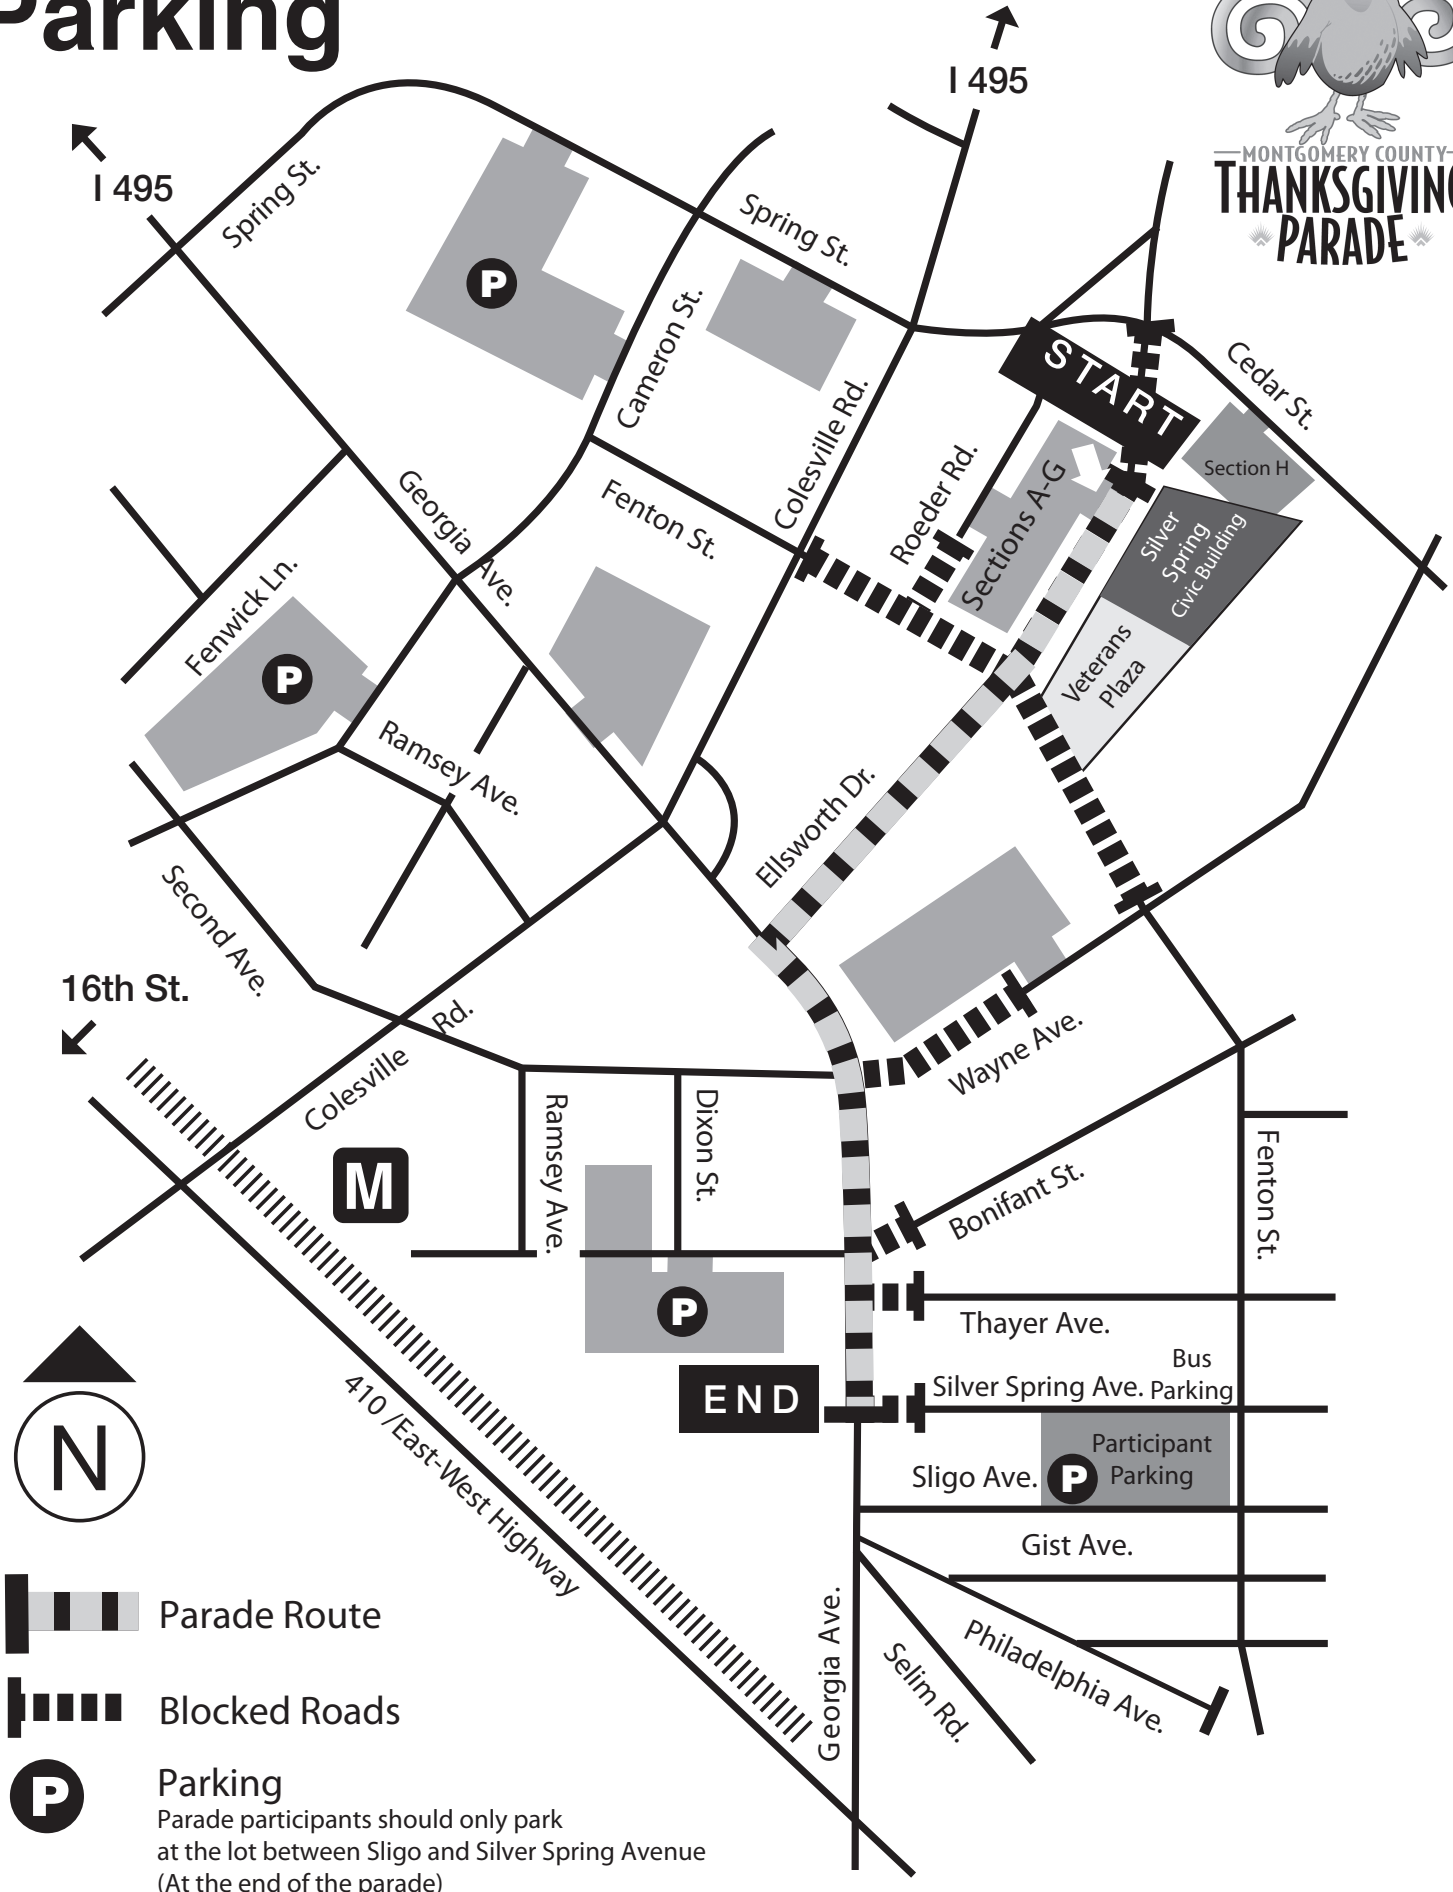 Parking
I 495
I 495
MONTGOMERY COUNTY
THANKSGIVING
PARADE
Spring St.
Spring St.
P
Cameron St.
START
Cedar St.
Section H
Colesville Rd.
Roeder Rd.
Sections A-G
Georgia
Ave.
Fenton St.
Silver
Spring
Civic Building
Fenwick Ln.
P
Veterans
Plaza
Ramsey Ave.
Ellsworth Dr.
Second Ave.
16th St.
Colesville
Rd.
Wayne Ave.
M
Ramsey Ave.
Dixon St.
Bonifant St.
Fenton St.
P
Thayer Ave.
Bus
Parking
Silver Spring Ave.
END
410 /East-West Highway
Participant
Parking
P
Sligo Ave.
Gist Ave.
N
Georgia Ave.
Selim Rd.
Philadelphia Ave.
Parade Route
Blocked Roads
P
Parking
Parade participants should only park
at the lot between Sligo and Silver Spring Avenue
(At the end of the parade)